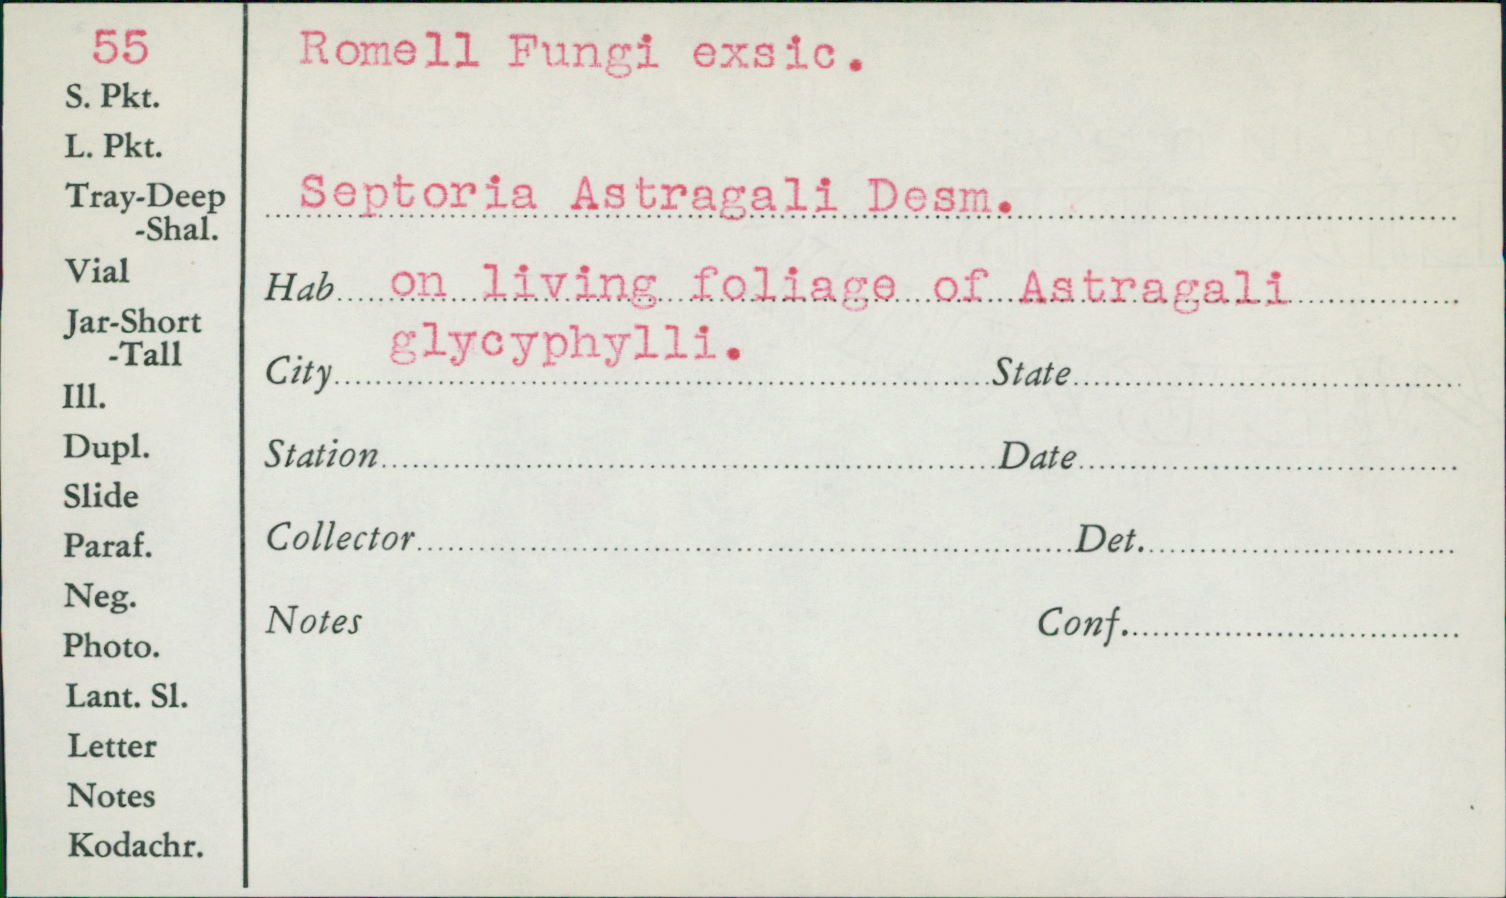 55
S. Pkt.
L. Pkt.
Tray-Deep
-Shal.
Vial
Jar-Short
-Tall
Ill.
Dupl.
Slide
Paraf.
Neg.
Photo.
Lant. Sl.
Letter
Notes
Kodachr.
Romell Fungi exsic.
Septoria Astragali Desm.
Hab on living foliage of Astragali
glycyphylli.
City State
Station Date
Collector Det.
Notes Conf.